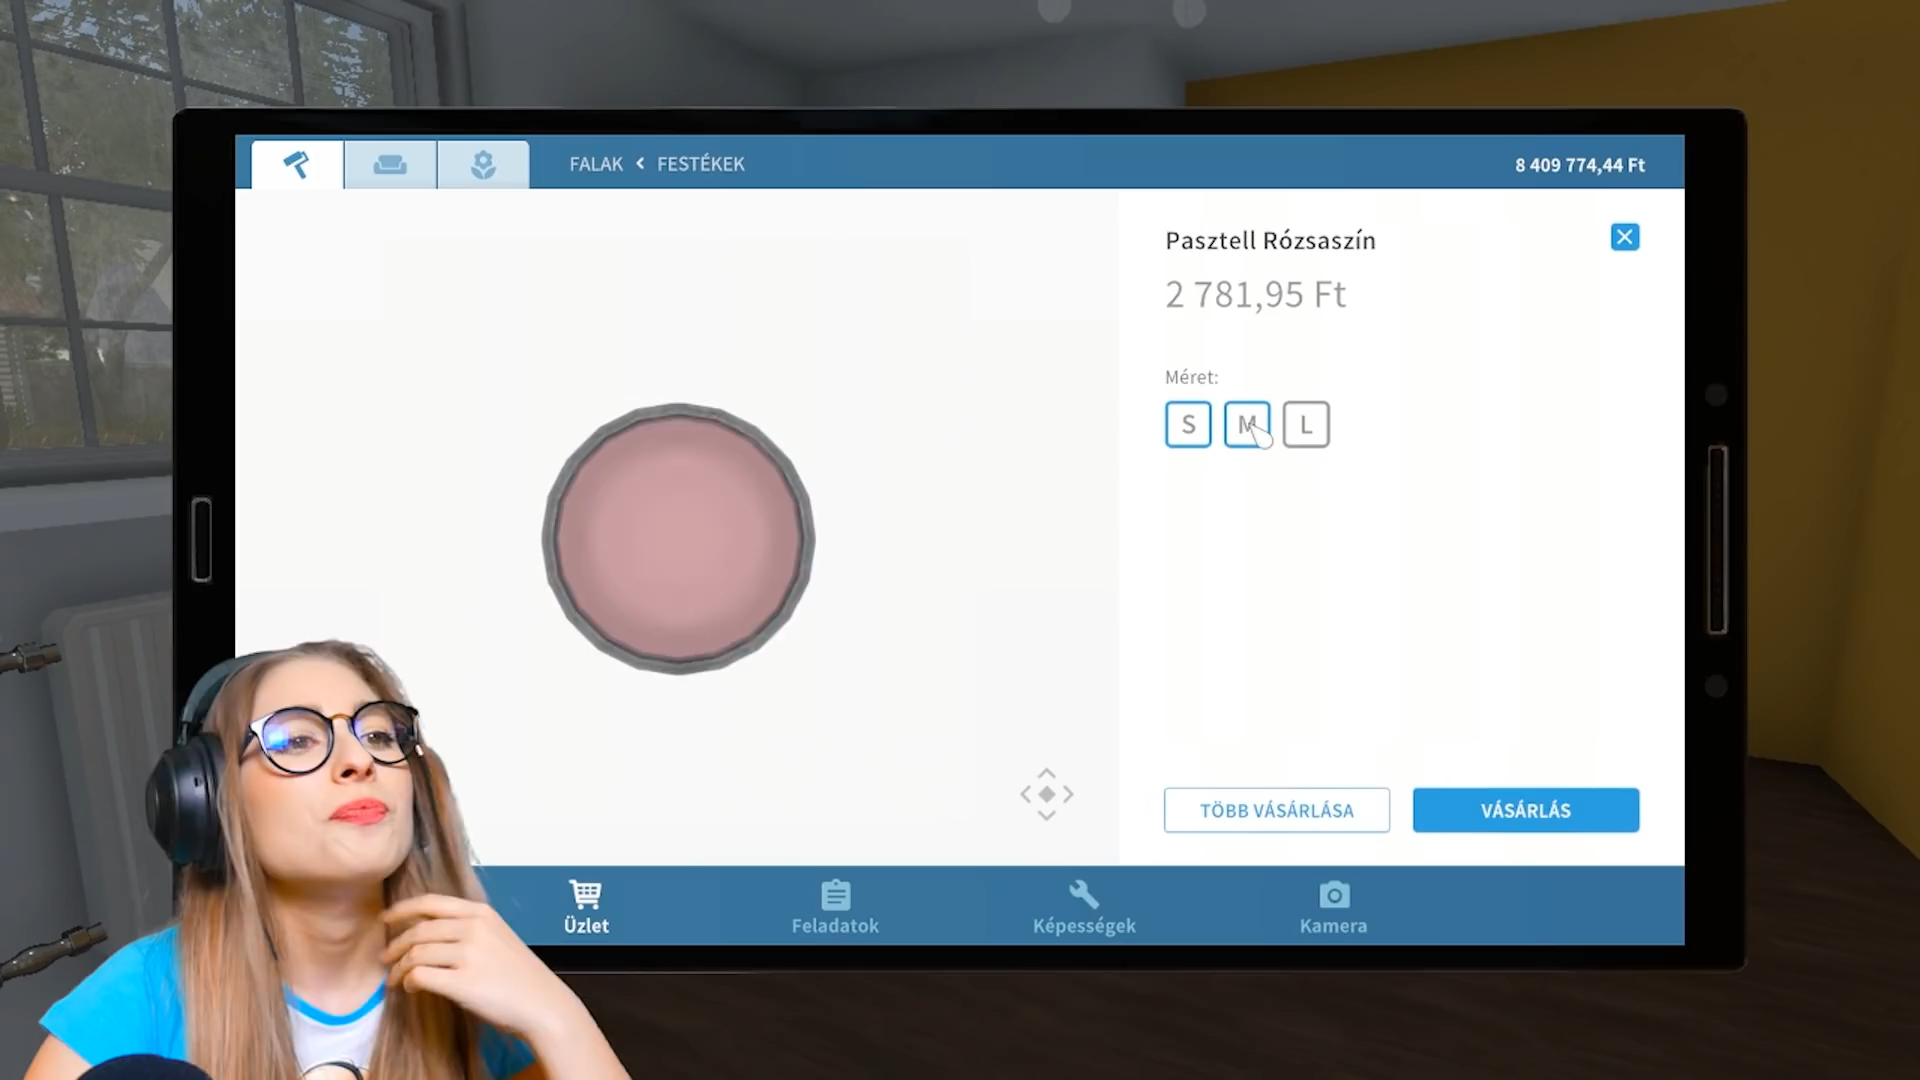 FALAK < FESTÉKEK
8 409 774,44 Ft
Pasztell Rózsaszín
2 781,95 Ft
Méret:
S M L
TÖBB VÁSÁRLÁSA
VÁSÁRLÁS
Üzlet
Feladatok
Képességek
Kamera